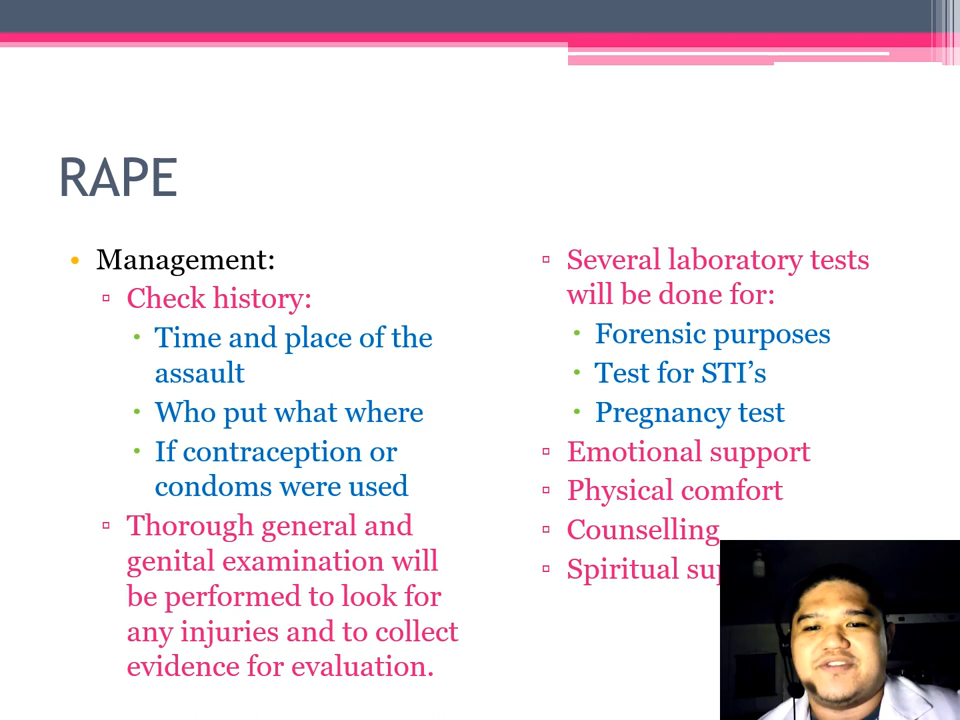 RAPE
Management:
Check history:
Time and place of the
assault
Who put what where
If contraception or
condoms were used
Thorough general and
genital examination will
be performed to look for
any injuries and to collect
evidence for evaluation.
Several laboratory tests
will be done for:
Forensic purposes
Test for STI’s
Pregnancy test
Emotional support
Physical comfort
Counselling
Spiritual